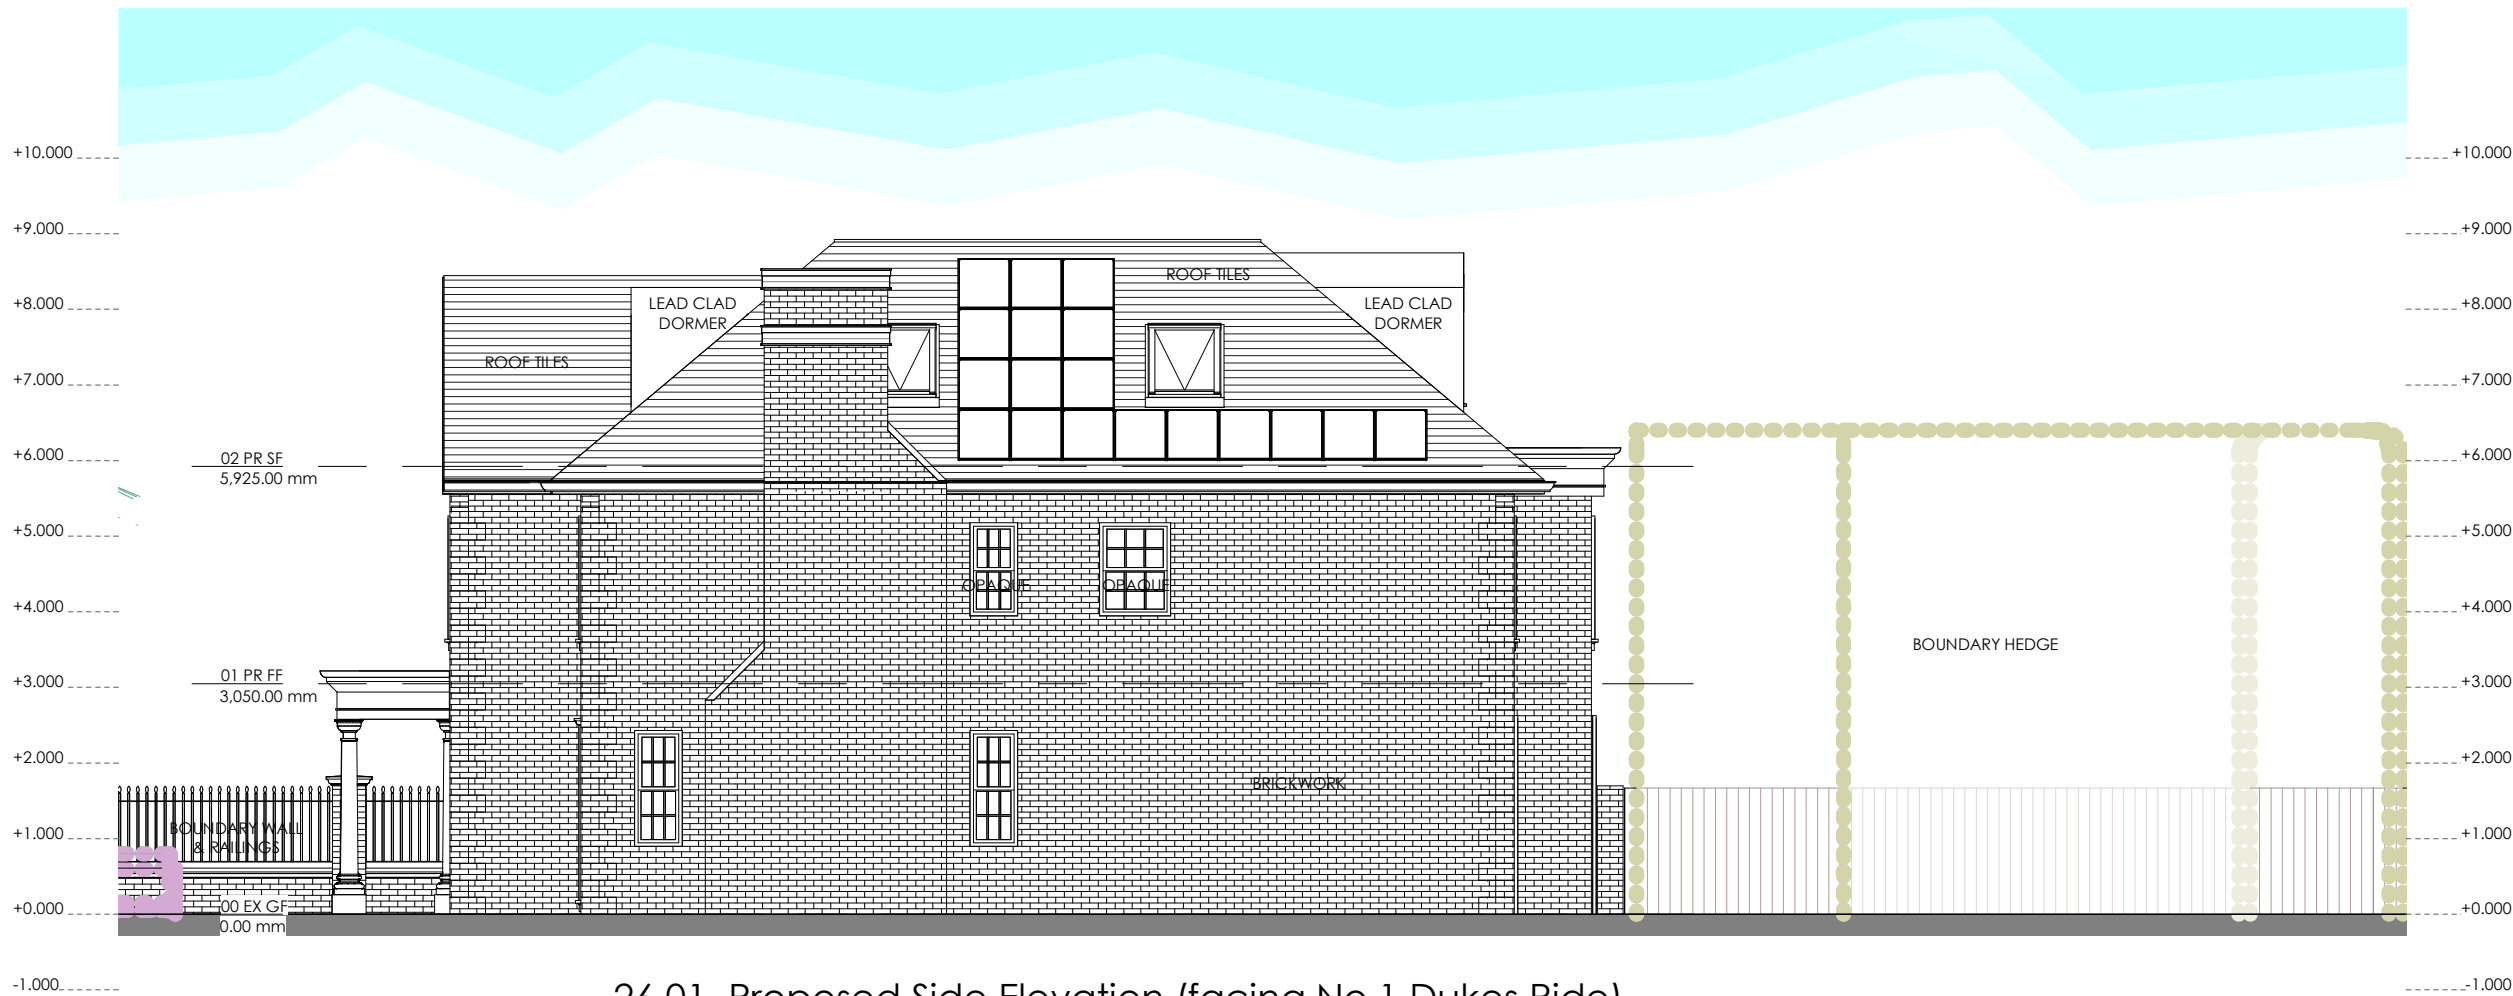 +10.000
+9.000
+8.000
+7.000
+6.000
+5.000
+4.000
+3.000
+2.000
+1.000
+0.000
-1.000
02 PR SF
5,925.00 mm
01 PR FF
3,050.00 mm
00 EX GF
0.00 mm
BOUNDARY WALL
& RAILINGS
ROOF TILES
LEAD CLAD
DORMER
ROOF TILES
LEAD CLAD
DORMER
OPAQUE
OPAQUE
BRICKWORK
BOUNDARY HEDGE
+10.000
+9.000
+8.000
+7.000
+6.000
+5.000
+4.000
+3.000
+2.000
+1.000
+0.000
-1.000
26.01 Proposed Side Elevation (facing No.1 Dukes Ride)